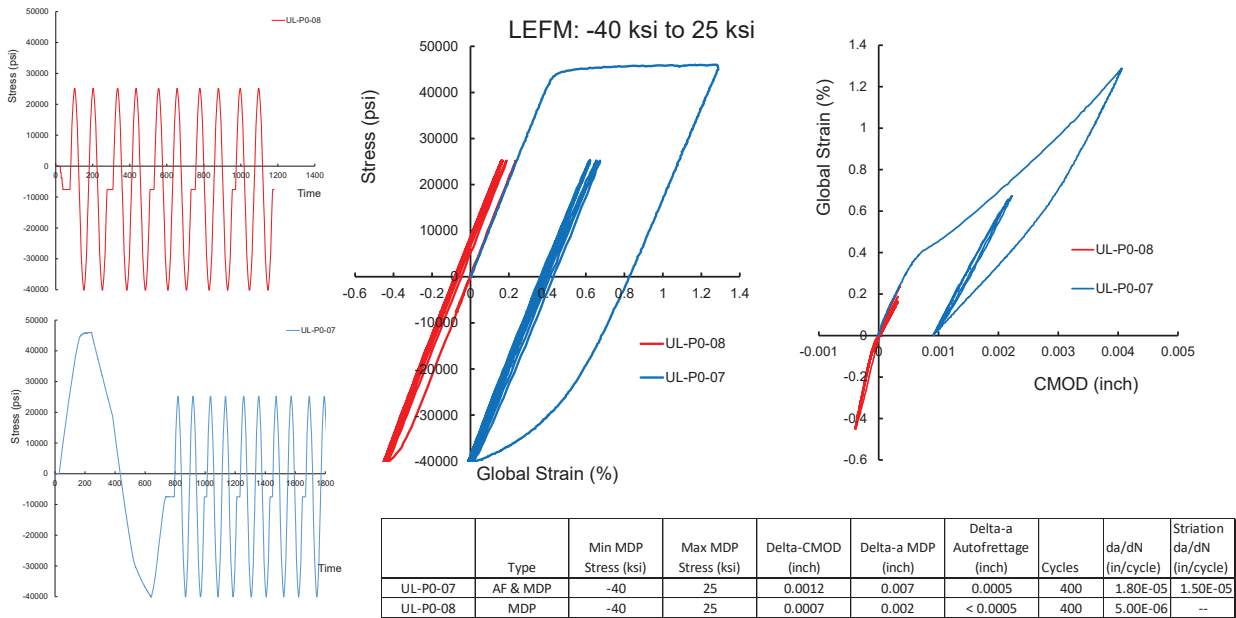 LEFM: -40 ksi to 25 ksi
UL-P0-08
Stress (psi)
50000
40000
30000
20000
10000
0
-10000
-20000
-30000
-40000
0 200 400 600 800 1000 1200 1400
Time
UL-P0-07
Stress (psi)
50000
40000
30000
20000
10000
0
-10000
-20000
-30000
-40000
0 200 400 600 800 1000 1200 1400 1600 1800
Time
Stress (psi)
50000
40000
30000
20000
10000
0
-10000
-20000
-30000
-40000
-0.6 -0.4 -0.2 0 0.2 0.4 0.6 0.8 1 1.2 1.4
UL-P0-08
UL-P0-07
Global Strain (%)
Global Strain (%)
1.4
1.2
1
0.8
0.6
0.4
0.2
0
-0.2
-0.4
-0.6
-0.001 0 0.001 0.002 0.003 0.004 0.005
UL-P0-08
UL-P0-07
CMOD (inch)
Type Min MDP Stress (ksi) Max MDP Stress (ksi) Delta-CMOD (inch) Delta-a MDP (inch) Delta-a Autofrettage (inch) Cycles da/dN (in/cycle) Striation da/dN (in/cycle)
UL-P0-07 AF & MDP -40 25 0.0012 0.007 0.0005 400 1.80E-05 1.50E-05
UL-P0-08 MDP -40 25 0.0007 0.002 < 0.0005 400 5.00E-06 --